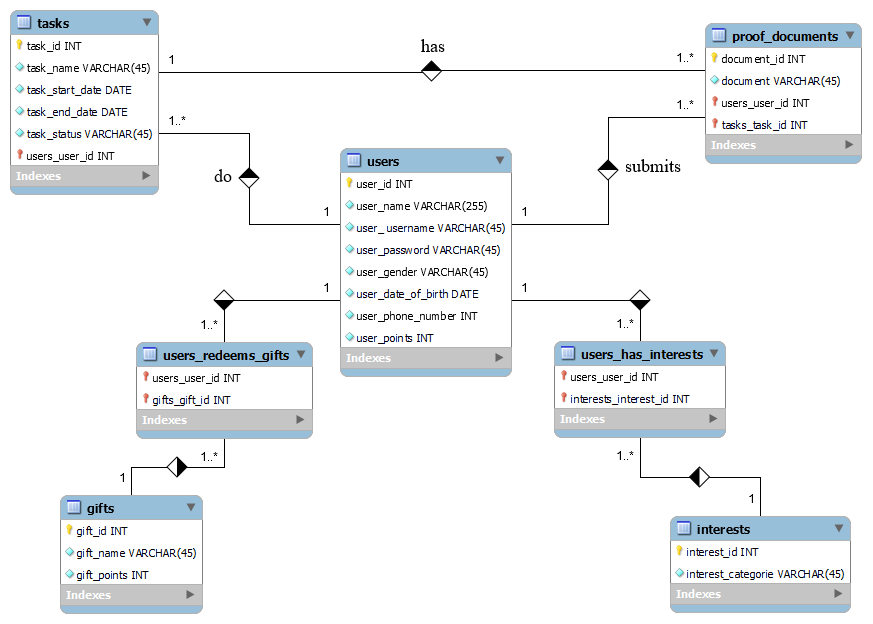 tasks
task_id INT
task_name VARCHAR(45)
task_start_date DATE
task_end_date DATE
task_status VARCHAR(45)
users_user_id INT
Indexes
1
has
1..*
proof_documents
document_id INT
document VARCHAR(45)
users_user_id INT
tasks_task_id INT
Indexes
1..*
do
1
1..*
submits
1
users
user_id INT
user_name VARCHAR(255)
user_username VARCHAR(45)
user_password VARCHAR(45)
user_gender VARCHAR(45)
user_date_of_birth DATE
user_phone_number INT
user_points INT
Indexes
1
1..*
1
1..*
users_redeems_gifts
users_user_id INT
gifts_gift_id INT
Indexes
users_has_interests
users_user_id INT
interests_interest_id INT
Indexes
1..*
1
1..*
1
gifts
gift_id INT
gift_name VARCHAR(45)
gift_points INT
Indexes
interests
interest_id INT
interest_categorie VARCHAR(45)
Indexes